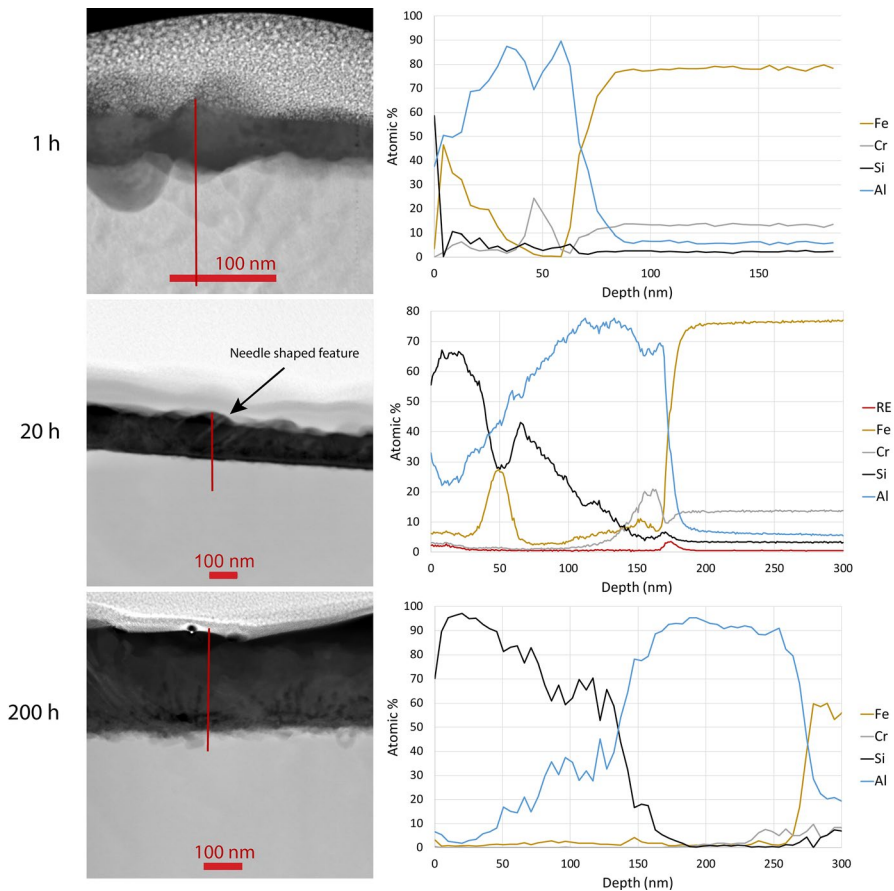 1 h
100 nm
Atomic %
100
90
80
70
60
50
40
30
20
10
0
0 50 100 150
Depth (nm)
Fe
Cr
Si
Al
20 h
Needle shaped feature
100 nm
Atomic %
80
70
60
50
40
30
20
10
0
0 50 100 150 200 250 300
Depth (nm)
RE
Fe
Cr
Si
Al
200 h
100 nm
Atomic %
100
90
80
70
60
50
40
30
20
10
0
0 50 100 150 200 250 300
Depth (nm)
Fe
Cr
Si
Al